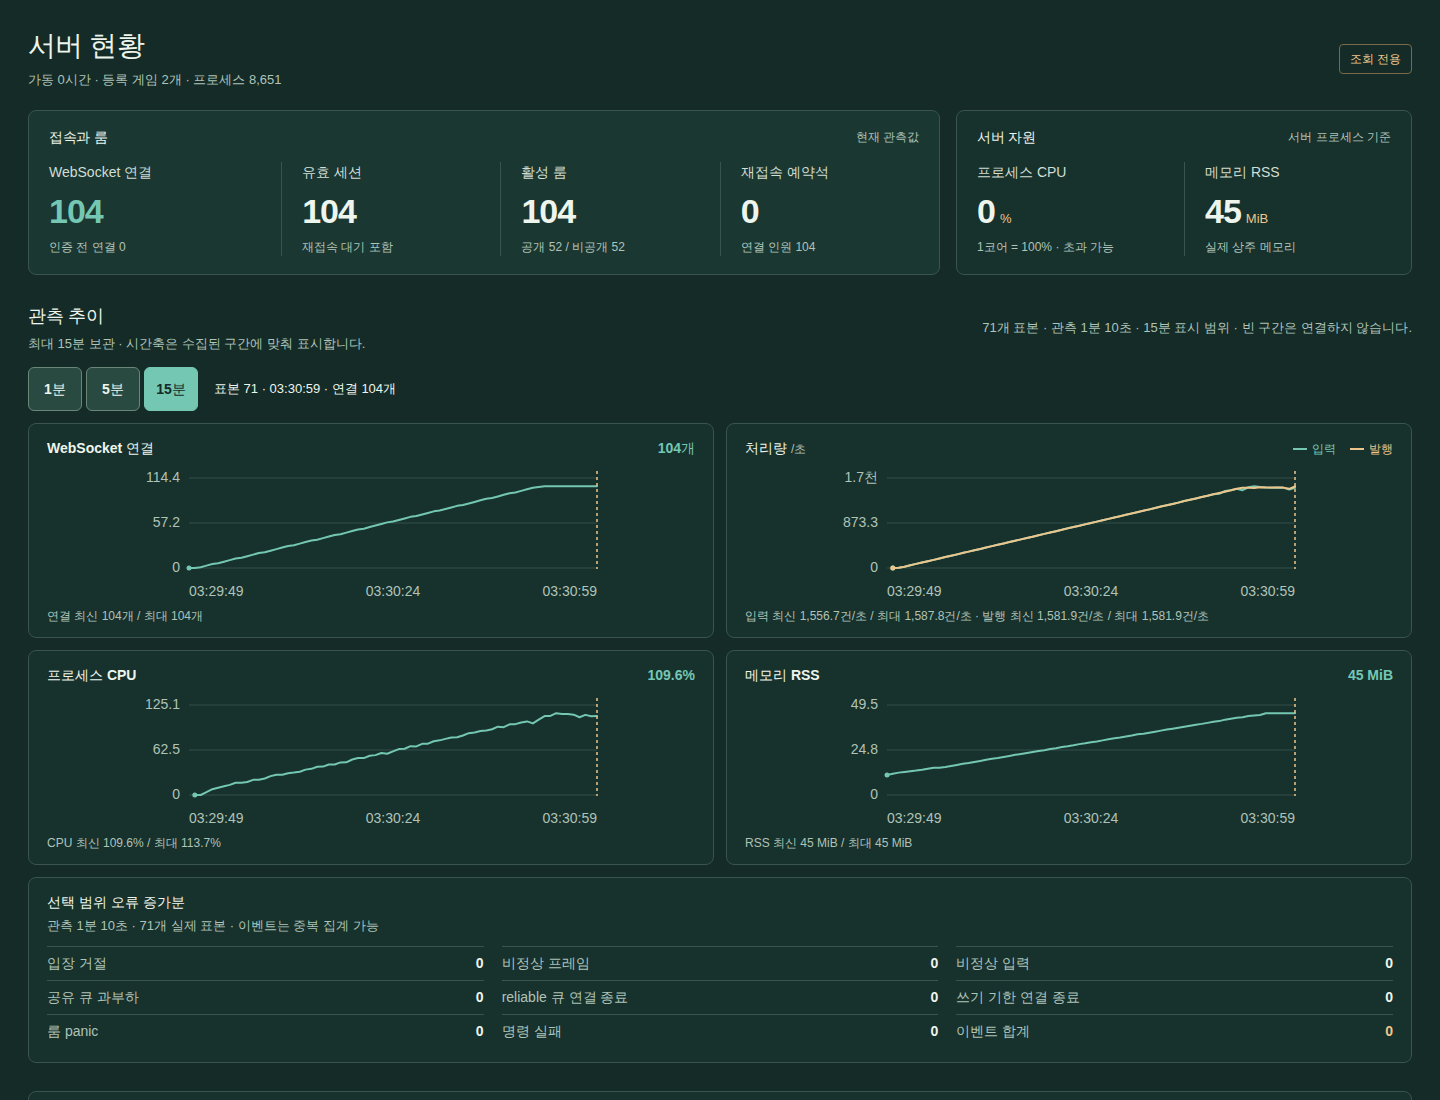 서버 현황
가동 0시간 · 등록 게임 2개 · 프로세스 8,651
조회 전용
접속과 룸
현재 관측값
WebSocket 연결
104
인증 전 연결 0
유효 세션
104
재접속 대기 포함
활성 룸
104
공개 52 / 비공개 52
재접속 예약석
0
연결 인원 104
서버 자원
서버 프로세스 기준
프로세스 CPU
0 %
1코어 = 100% · 초과 가능
메모리 RSS
45 MiB
실제 상주 메모리
관측 추이
최대 15분 보관 · 시간축은 수집된 구간에 맞춰 표시합니다.
71개 표본 · 관측 1분 10초 · 15분 표시 범위 · 빈 구간은 연결하지 않습니다.
1분 5분 15분 표본 71 · 03:30:59 · 연결 104개
WebSocket 연결
104개
114.4
57.2
0
03:29:49 03:30:24 03:30:59
연결 최신 104개 / 최대 104개
처리량 /초
입력 발행
1.7천
873.3
0
03:29:49 03:30:24 03:30:59
입력 최신 1,556.7건/초 / 최대 1,587.8건/초 · 발행 최신 1,581.9건/초 / 최대 1,581.9건/초
프로세스 CPU
109.6%
125.1
62.5
0
03:29:49 03:30:24 03:30:59
CPU 최신 109.6% / 최대 113.7%
메모리 RSS
45 MiB
49.5
24.8
0
03:29:49 03:30:24 03:30:59
RSS 최신 45 MiB / 최대 45 MiB
선택 범위 오류 증가분
관측 1분 10초 · 71개 실제 표본 · 이벤트는 중복 집계 가능
입장 거절 0
비정상 프레임 0
비정상 입력 0
공유 큐 과부하 0
reliable 큐 연결 종료 0
쓰기 기한 연결 종료 0
룸 panic 0
명령 실패 0
이벤트 합계 0